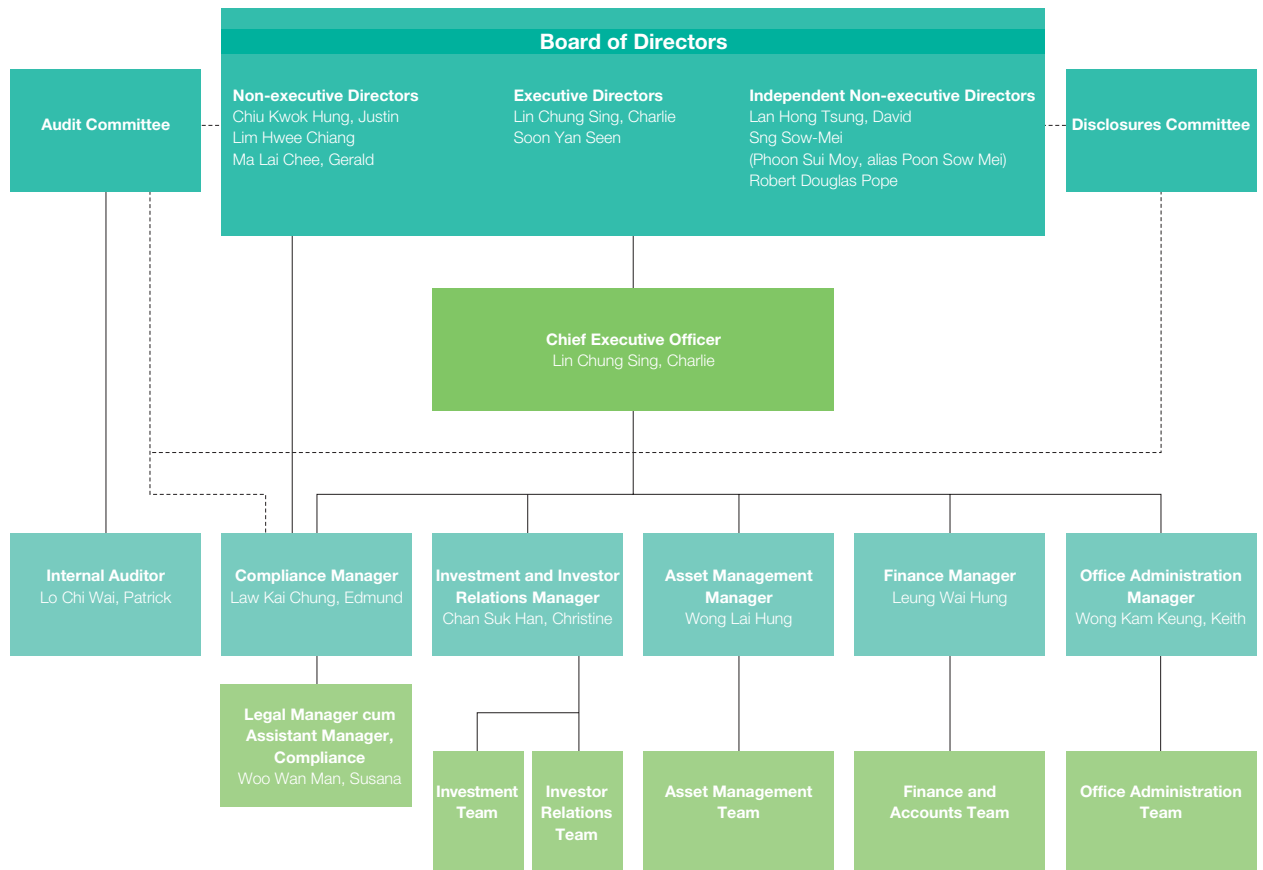 Board of Directors
Audit Committee
Non-executive Directors
Chiu Kwok Hung, Justin
Lim Hwee Chiang
Ma Lai Chee, Gerald
Executive Directors
Lin Chung Sing, Charlie
Soon Yan Seen
Independent Non-executive Directors
Lan Hong Tsung, David
Sng Sow-Mei
(Phoon Sui Moy, alias Poon Sow Mei)
Robert Douglas Pope
Disclosures Committee
Chief Executive Officer
Lin Chung Sing, Charlie
Internal Auditor
Lo Chi Wai, Patrick
Compliance Manager
Law Kai Chung, Edmund
Investment and Investor
Relations Manager
Chan Suk Han, Christine
Asset Management
Manager
Wong Lai Hung
Finance Manager
Leung Wai Hung
Office Administration
Manager
Wong Kam Keung, Keith
Legal Manager cum
Assistant Manager,
Compliance
Woo Wan Man, Susana
Investment
Team
Investor
Relations
Team
Asset Management
Team
Finance and
Accounts Team
Office Administration
Team